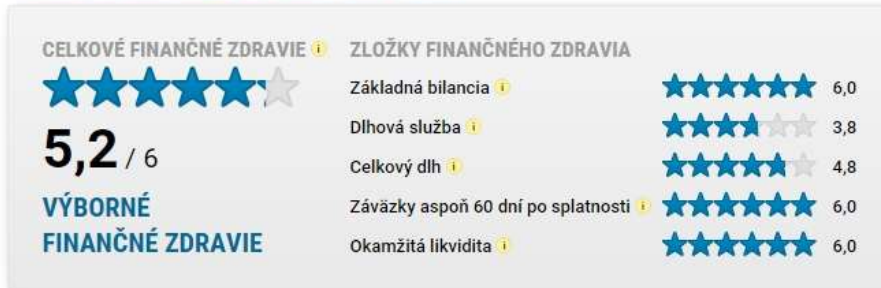 CELKOVÉ FINANČNÉ ZDRAVIE
5,2 / 6
VÝBORNÉ
FINANČNÉ ZDRAVIE
ZLOŽKY FINANČNÉHO ZDRAVIA
Základná bilancia 6,0
Dlhová služba 3,8
Celkový dlh 4,8
Záväzky aspoň 60 dní po splatnosti 6,0
Okamžitá likvidita 6,0